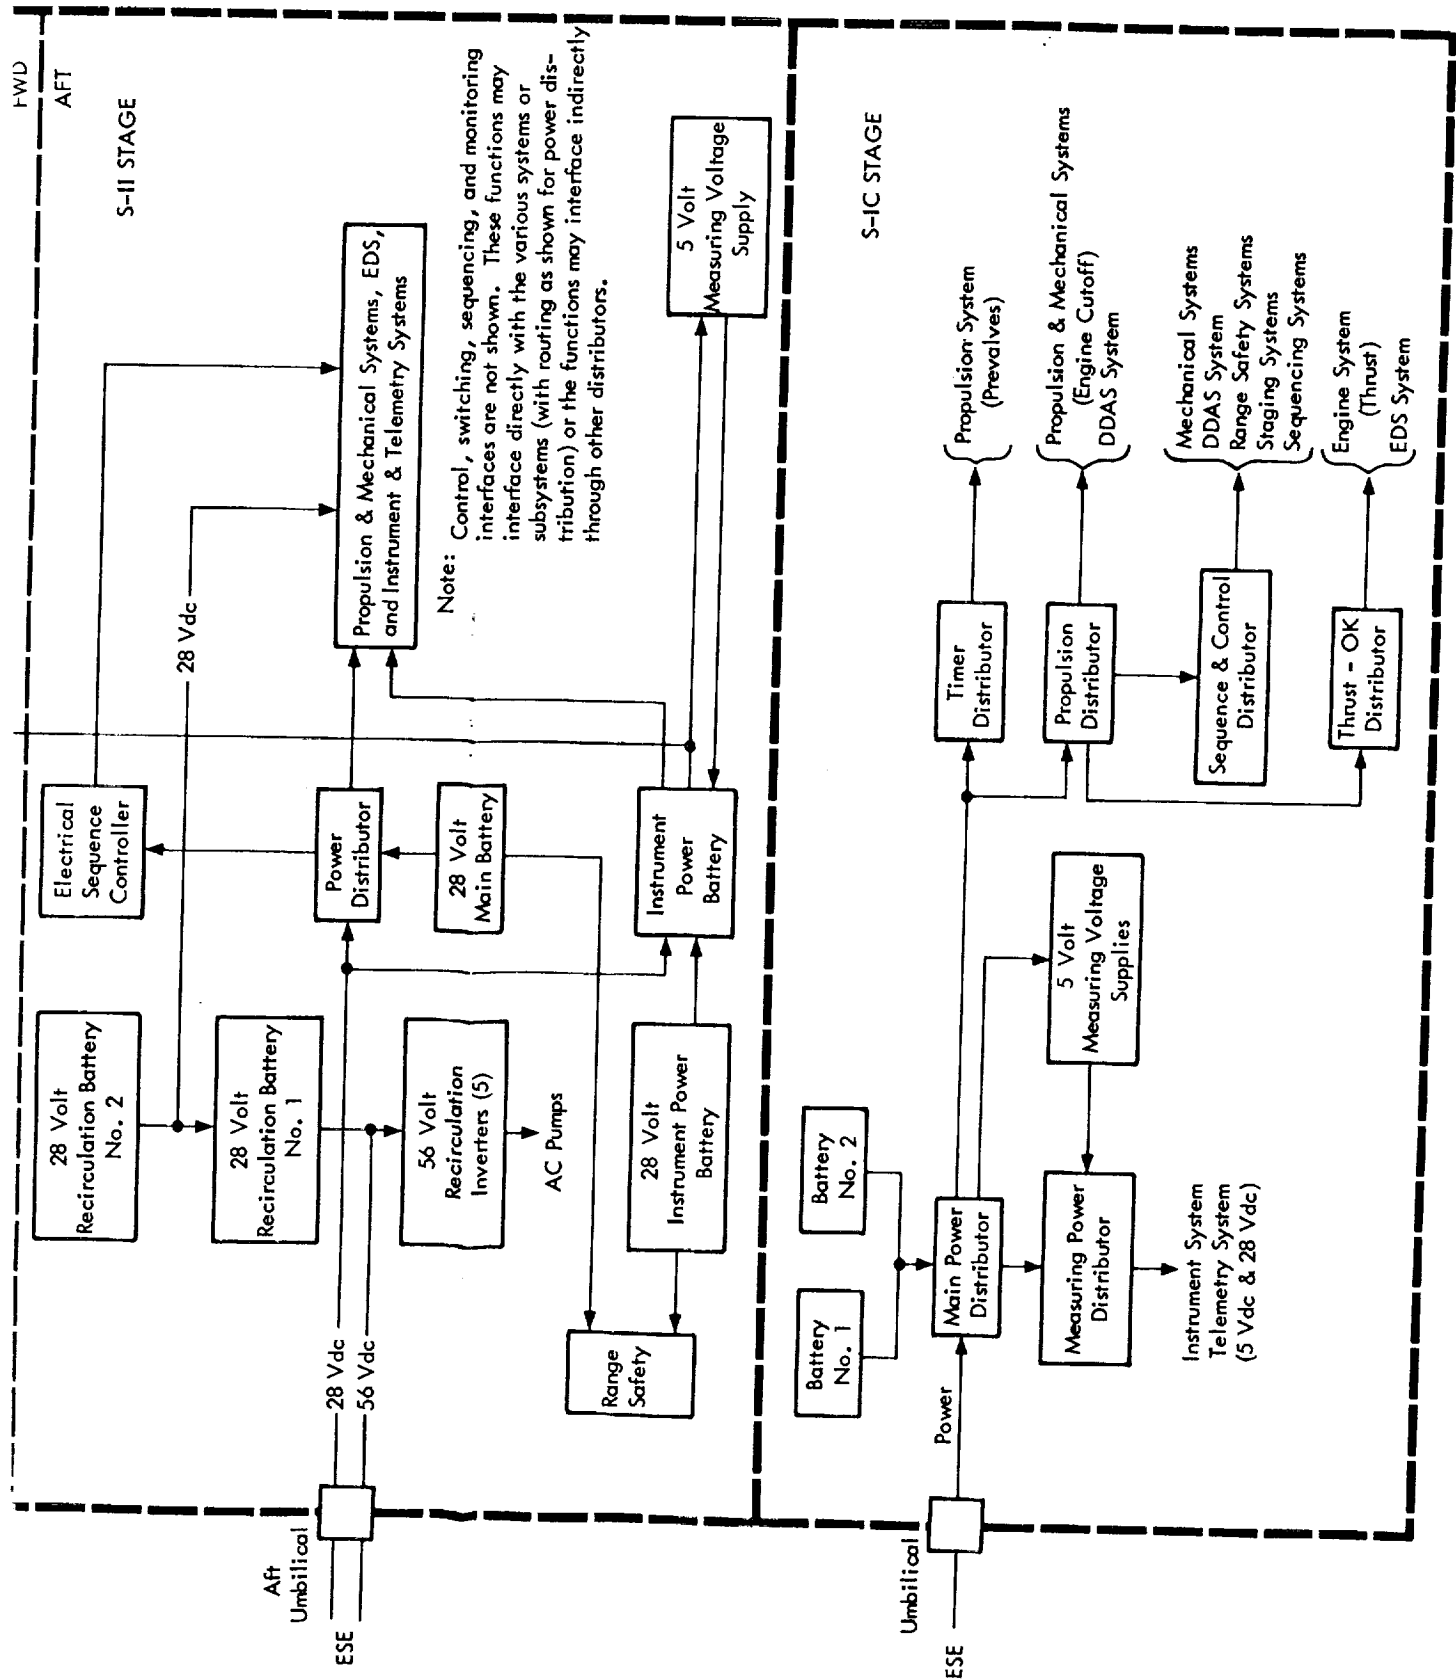 FWD
AFT
S-II STAGE
28 Volt
Recirculation Battery
No. 2
Electrical
Sequence
Controller
28 Vdc
28 Volt
Recirculation Battery
No. 1
Power
Distributor
Propulsion & Mechanical Systems, EDS,
and Instrument & Telemetry Systems
Aft
Umbilical
ESE
28 Vdc
56 Vdc
56 Volt
Recirculation
Inverters (5)
AC Pumps
28 Volt
Main Battery
Note: Control, switching, sequencing, and monitoring
interfaces are not shown. These functions may
interface directly with the various systems or
subsystems (with routing as shown for power dis-
tribution) or the functions may interface indirectly
through other distributors.
Range
Safety
28 Volt
Instrument Power
Battery
Instrument
Power
Battery
5 Volt
Measuring Voltage
Supply
S-IC STAGE
Battery
No. 1
Battery
No. 2
Umbilical
ESE
Power
Main Power
Distributor
Measuring Power
Distributor
5 Volt
Measuring Voltage
Supplies
Instrument System
Telemetry System
(5 Vdc & 28 Vdc)
Timer
Distributor
Propulsion System
(Prevalves)
Propulsion
Distributor
Propulsion & Mechanical Systems
(Engine Cutoff)
DDAS System
Sequence & Control
Distributor
Mechanical Systems
DDAS System
Range Safety Systems
Staging Systems
Sequencing Systems
Thrust - OK
Distributor
Engine System
(Thrust)
EDS System